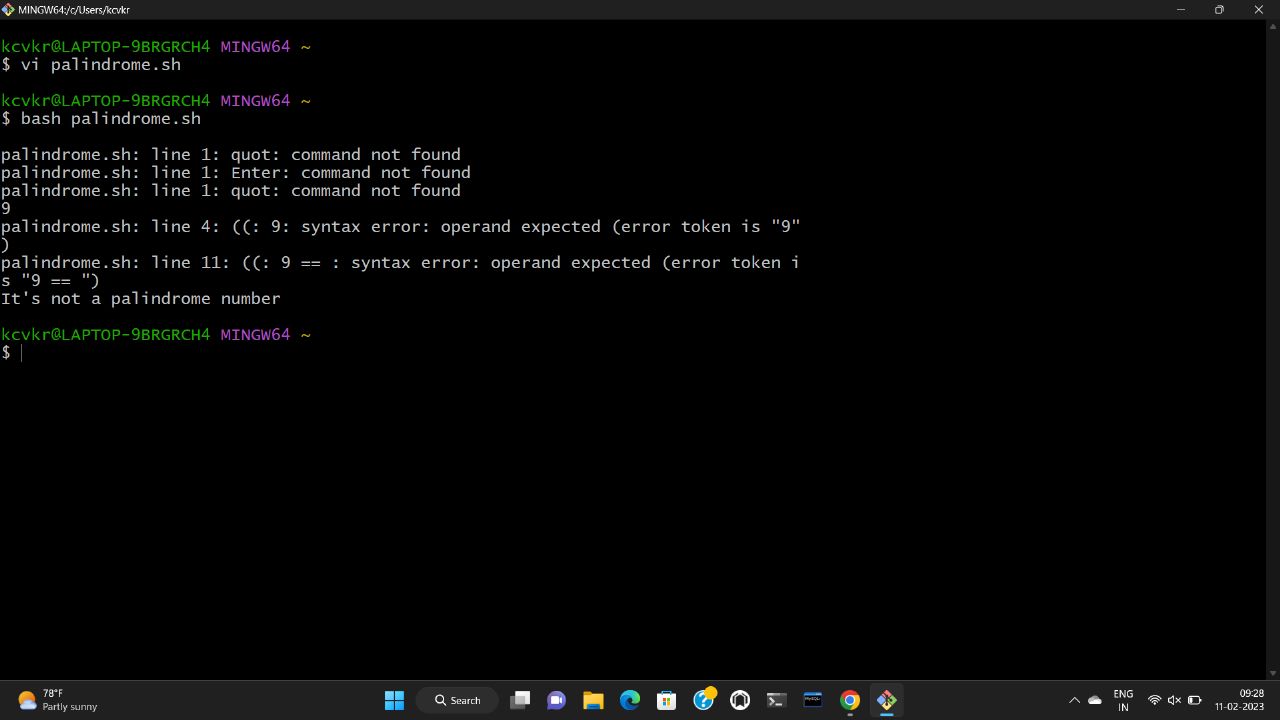 MINGW64:/c/Users/kcvkr
kcvkr@LAPTOP-9BRGRCH4 MINGW64 ~
$ vi palindrome.sh
kcvkr@LAPTOP-9BRGRCH4 MINGW64 ~
$ bash palindrome.sh
palindrome.sh: line 1: quot: command not found
palindrome.sh: line 1: Enter: command not found
palindrome.sh: line 1: quot: command not found
9
palindrome.sh: line 4: ((: 9: syntax error: operand expected (error token is "9"
)
palindrome.sh: line 11: ((: 9 == : syntax error: operand expected (error token i
s "9 == ")
It's not a palindrome number
kcvkr@LAPTOP-9BRGRCH4 MINGW64 ~
$
78°F
Partly sunny
Search
MySQL
ENG
IN
09:28
11-02-2023